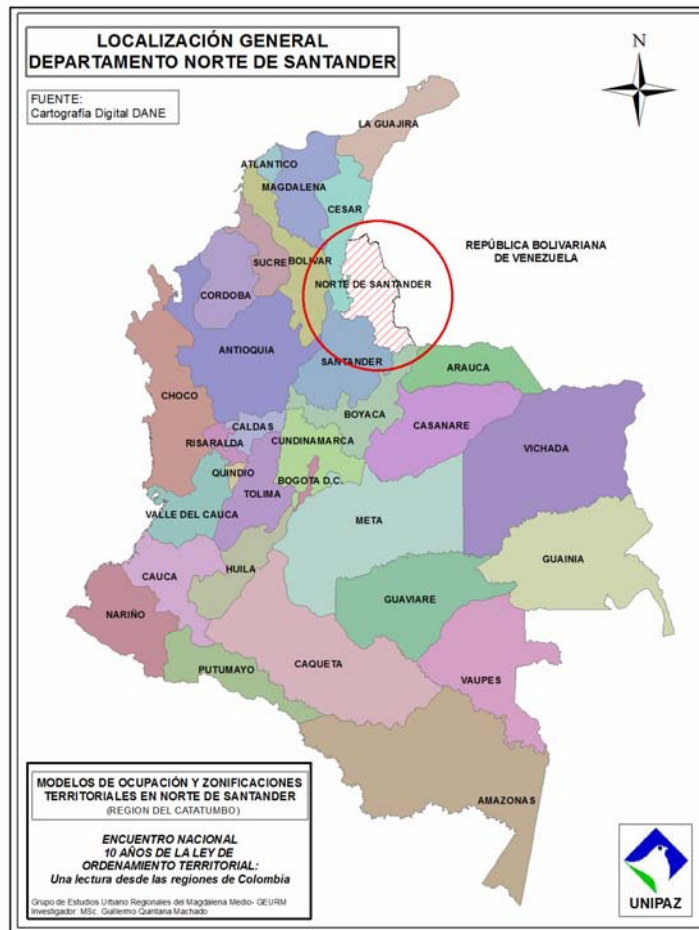 LOCALIZACIÓN GENERAL
DEPARTAMENTO NORTE DE SANTANDER
FUENTE:
Cartografía Digital DANE
N
LA GUAJIRA
ATLANTICO
MAGDALENA
CESAR
REPÚBLICA BOLIVARIANA
DE VENEZUELA
SUCRE
BOLIVAR
NORTE DE SANTANDER
CORDOBA
ANTIOQUIA
SANTANDER
ARAUCA
CHOCO
BOYACA
CASANARE
CALDAS
RISARALDA
CUNDINAMARCA
VICHADA
QUINDIO
BOGOTA D.C.
TOLIMA
VALLE DEL CAUCA
META
GUAINIA
HUILA
CAUCA
GUAVIARE
NARIÑO
CAQUETA
PUTUMAYO
VAUPES
AMAZONAS
MODELOS DE OCUPACIÓN Y ZONIFICACIONES
TERRITORIALES EN NORTE DE SANTANDER
(REGION DEL CATATUMBO)
ENCUENTRO NACIONAL
10 AÑOS DE LA LEY DE
ORDENAMIENTO TERRITORIAL:
Una lectura desde las regiones de Colombia
Grupo de Estudios Urbano Regionales del Magdalena Medio- GEURM
Investigador: MSc. Guillermo Quintana Machado
UNIPAZ